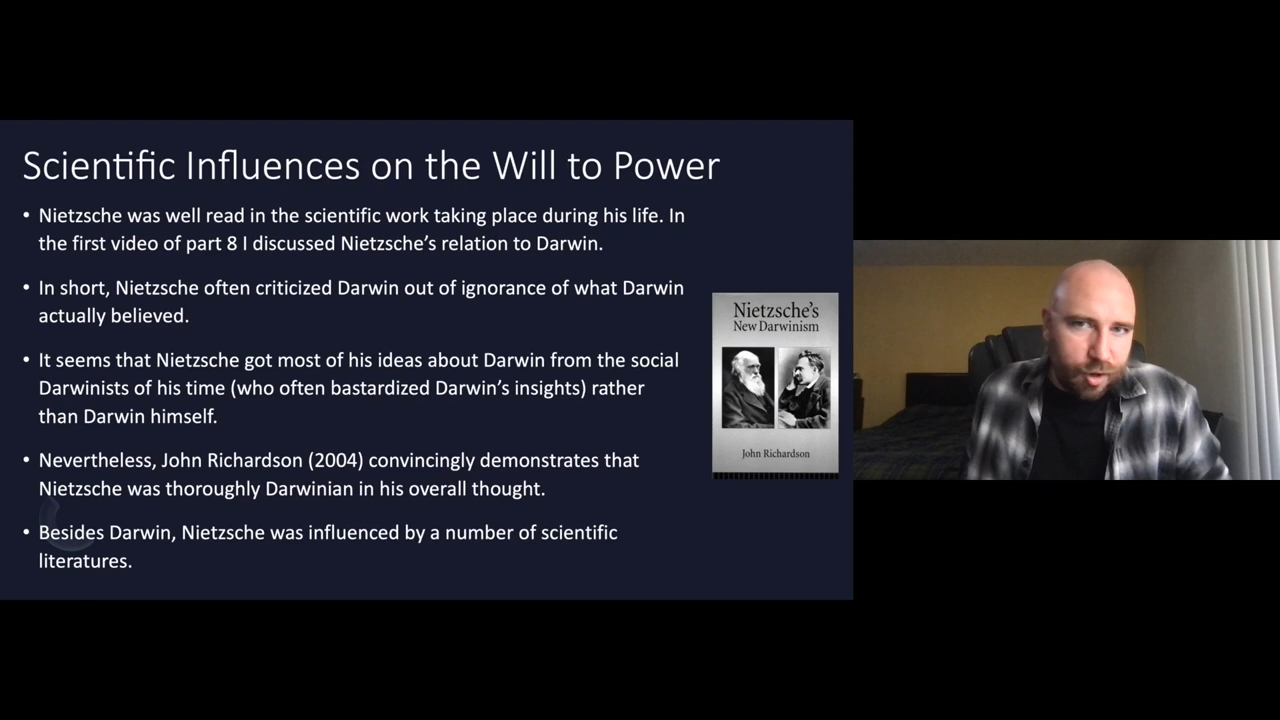 Scientific Influences on the Will to Power
• Nietzsche was well read in the scientific work taking place during his life. In
the first video of part 8 I discussed Nietzsche's relation to Darwin.
• In short, Nietzsche often criticized Darwin out of ignorance of what Darwin
actually believed.
• It seems that Nietzsche got most of his ideas about Darwin from the social
Darwinists of his time (who often bastardized Darwin's insights) rather
than Darwin himself.
• Nevertheless, John Richardson (2004) convincingly demonstrates that
Nietzsche was thoroughly Darwinian in his overall thought.
• Besides Darwin, Nietzsche was influenced by a number of scientific
literatures.
Nietzsche's
New Darwinism
John Richardson